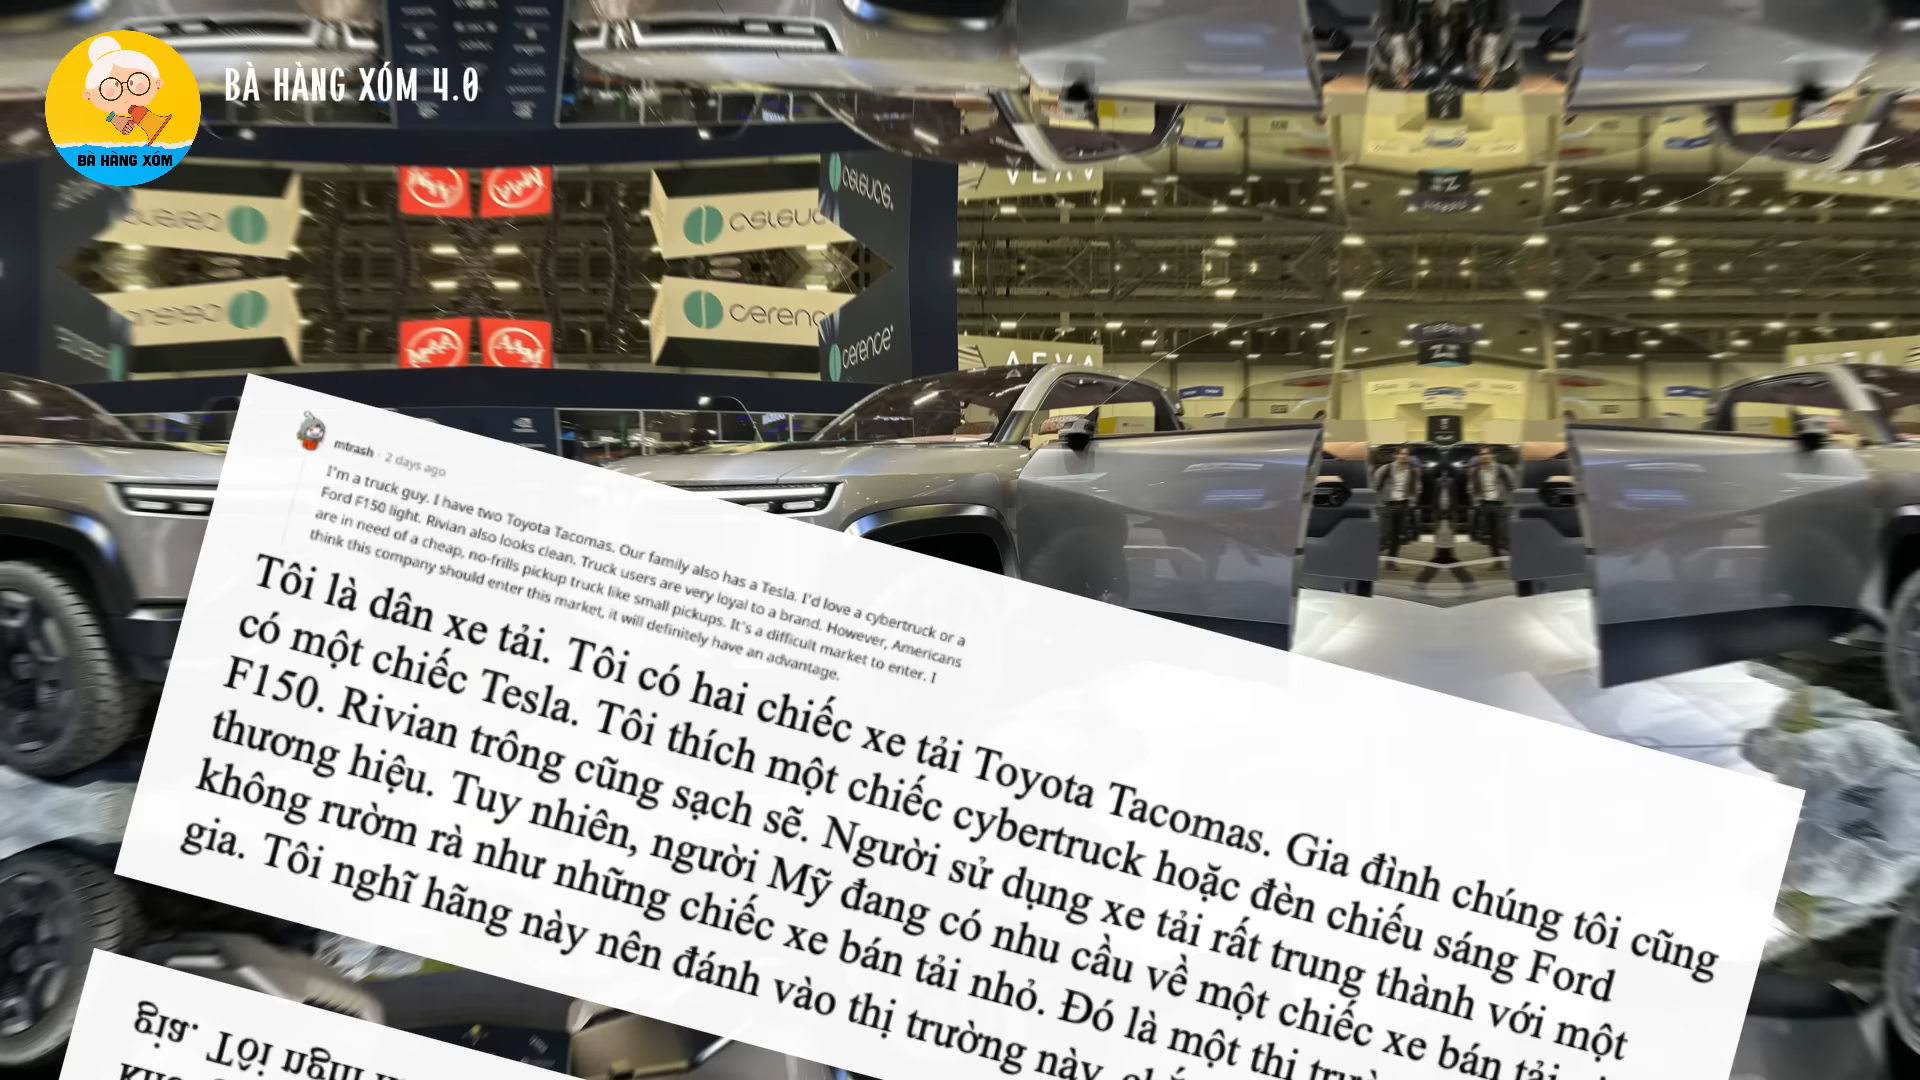 BÀ HÀNG XÓM 4.0
BÀ HÀNG XÓM
cerence
cerence
mtrash · 2 days ago
I'm a truck guy. I have two Toyota Tacomas. Our family also has a Tesla. I'd love a cybertruck or a
Ford F150 light. Rivian also looks clean. Truck users are very loyal to a brand. However, Americans
are in need of a cheap, no-frills pickup truck like small pickups. It's a difficult market to enter. I
think this company should enter this market, it will definitely have an advantage.
Tôi là dân xe tải. Tôi có hai chiếc xe tải Toyota Tacomas. Gia đình chúng tôi cũng
có một chiếc Tesla. Tôi thích một chiếc cybertruck hoặc đèn chiếu sáng Ford
F150. Rivian trông cũng sạch sẽ. Người sử dụng xe tải rất trung thành với một
thương hiệu. Tuy nhiên, người Mỹ đang có nhu cầu về một chiếc xe bán tải
không rườm rà như những chiếc xe bán tải nhỏ. Đó là một thị
gia. Tôi nghĩ hãng này nên đánh vào thị trường này,